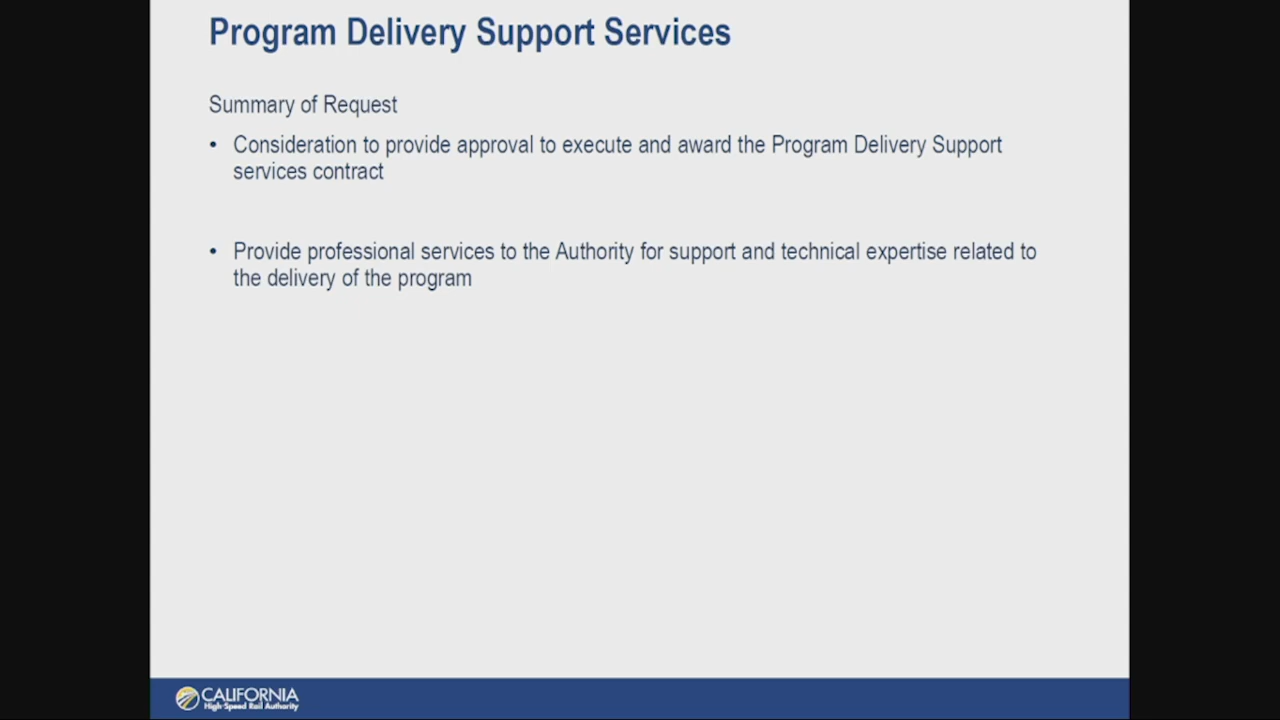 Program Delivery Support Services
Summary of Request
• Consideration to provide approval to execute and award the Program Delivery Support
services contract
• Provide professional services to the Authority for support and technical expertise related to
the delivery of the program
CALIFORNIA
High-Speed Rail Authority